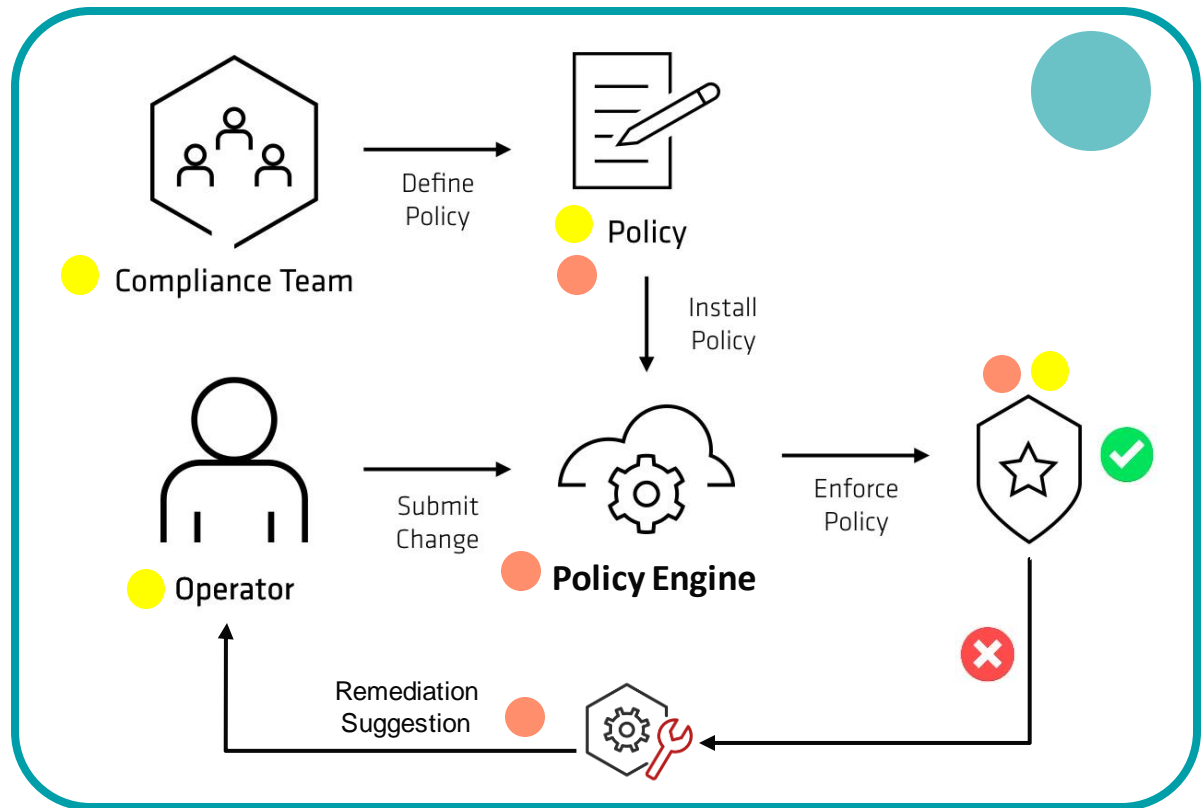 Define
Policy
Policy
Compliance Team
Install
Policy
Submit
Change
Enforce
Policy
Policy Engine
Operator
Remediation
Suggestion